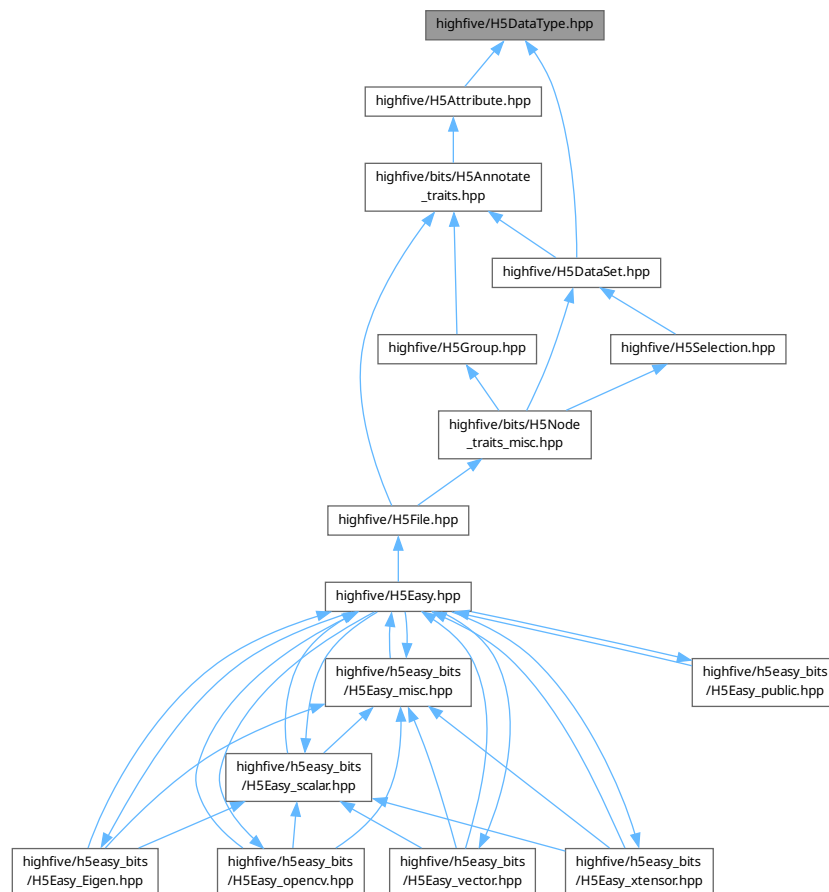 highfive/H5DataType.hpp
highfive/H5Attribute.hpp
highfive/bits/H5Annotate
_traits.hpp
highfive/H5DataSet.hpp
highfive/H5Group.hpp
highfive/H5Selection.hpp
highfive/bits/H5Node
_traits_misc.hpp
highfive/H5File.hpp
highfive/H5Easy.hpp
highfive/h5easy_bits
/H5Easy_misc.hpp
highfive/h5easy_bits
/H5Easy_public.hpp
highfive/h5easy_bits
/H5Easy_scalar.hpp
highfive/h5easy_bits
/H5Easy_Eigen.hpp
highfive/h5easy_bits
/H5Easy_opencv.hpp
highfive/h5easy_bits
/H5Easy_vector.hpp
highfive/h5easy_bits
/H5Easy_xtensor.hpp